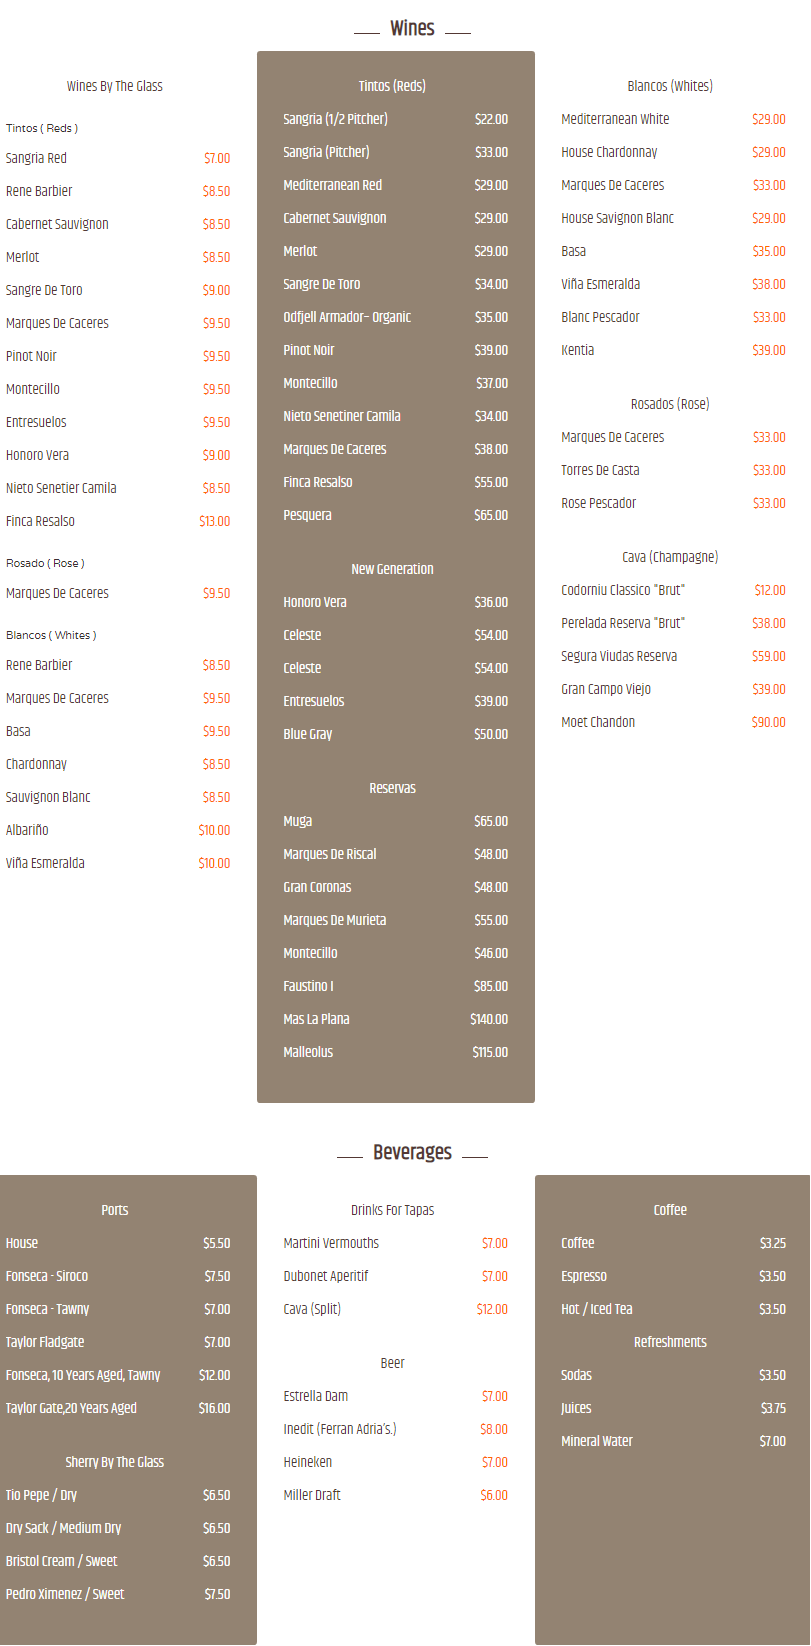 Wines
Wines By The Glass
Tintos ( Reds )
Sangria Red $7.00
Rene Barbier $8.50
Cabernet Sauvignon $8.50
Merlot $8.50
Sangre De Toro $9.00
Marques De Caceres $9.50
Pinot Noir $9.50
Montecillo $9.50
Entresuelos $9.50
Honoro Vera $9.00
Nieto Senetier Camila $8.50
Finca Resalso $13.00
Rosado ( Rose )
Marques De Caceres $9.50
Blancos ( Whites )
Rene Barbier $8.50
Marques De Caceres $9.50
Basa $9.50
Chardonnay $8.50
Sauvignon Blanc $8.50
Albariño $10.00
Viña Esmeralda $10.00
Tintos (Reds)
Sangria (1/2 Pitcher) $22.00
Sangria (Pitcher) $33.00
Mediterranean Red $29.00
Cabernet Sauvignon $29.00
Merlot $29.00
Sangre De Toro $34.00
Odfjell Armador– Organic $35.00
Pinot Noir $39.00
Montecillo $37.00
Nieto Senetiner Camila $34.00
Marques De Caceres $38.00
Finca Resalso $55.00
Pesquera $65.00
New Generation
Honoro Vera $36.00
Celeste $54.00
Celeste $54.00
Entresuelos $39.00
Blue Gray $50.00
Reservas
Muga $65.00
Marques De Riscal $48.00
Gran Coronas $48.00
Marques De Murieta $55.00
Montecillo $46.00
Faustino I $85.00
Mas La Plana $140.00
Malleolus $115.00
Blancos (Whites)
Mediterranean White $29.00
House Chardonnay $29.00
Marques De Caceres $33.00
House Savignon Blanc $29.00
Basa $35.00
Viña Esmeralda $38.00
Blanc Pescador $33.00
Kentia $39.00
Rosados (Rose)
Marques De Caceres $33.00
Torres De Casta $33.00
Rose Pescador $33.00
Cava (Champagne)
Codorniu Classico "Brut" $12.00
Perelada Reserva "Brut" $38.00
Segura Viudas Reserva $59.00
Gran Campo Viejo $39.00
Moet Chandon $90.00
Beverages
Ports
House $5.50
Fonseca - Siroco $7.50
Fonseca - Tawny $7.00
Taylor Fladgate $7.00
Fonseca, 10 Years Aged, Tawny $12.00
Taylor Gate,20 Years Aged $16.00
Sherry By The Glass
Tio Pepe / Dry $6.50
Dry Sack / Medium Dry $6.50
Bristol Cream / Sweet $6.50
Pedro Ximenez / Sweet $7.50
Drinks For Tapas
Martini Vermouths $7.00
Dubonet Aperitif $7.00
Cava (Split) $12.00
Beer
Estrella Dam $7.00
Inedit (Ferran Adria's.) $8.00
Heineken $7.00
Miller Draft $6.00
Coffee
Coffee $3.25
Espresso $3.50
Hot / Iced Tea $3.50
Refreshments
Sodas $3.50
Juices $3.75
Mineral Water $7.00